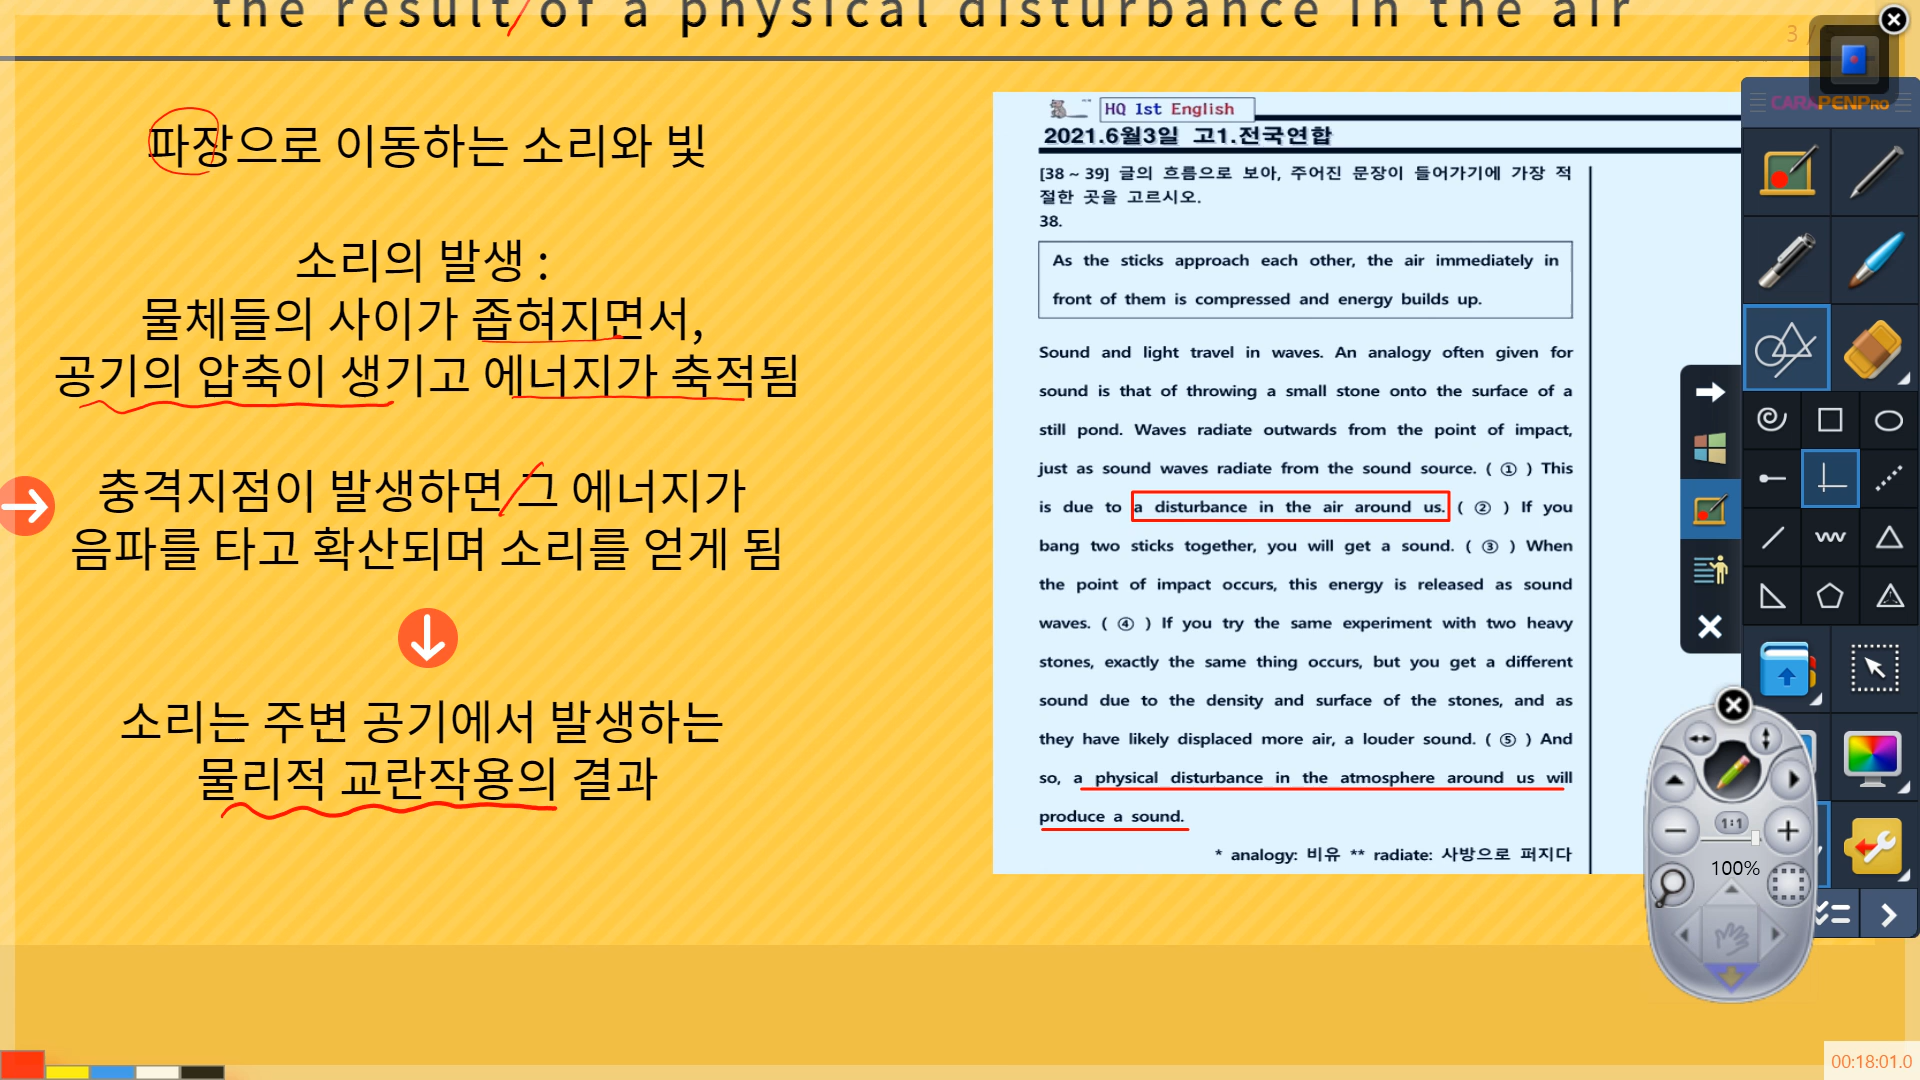 the result of a physical disturbance in the air
3 /
파장으로 이동하는 소리와 빛
소리의 발생 :
물체들의 사이가 좁혀지면서,
공기의 압축이 생기고 에너지가 축적됨
충격지점이 발생하면 그 에너지가
음파를 타고 확산되며 소리를 얻게 됨
소리는 주변 공기에서 발생하는
물리적 교란작용의 결과
HQ 1st English
2021.6월3일 고1.전국연합
[38 ~ 39] 글의 흐름으로 보아, 주어진 문장이 들어가기에 가장 적
절한 곳을 고르시오.
38.
As the sticks approach each other, the air immediately in
front of them is compressed and energy builds up.
Sound and light travel in waves. An analogy often given for
sound is that of throwing a small stone onto the surface of a
still pond. Waves radiate outwards from the point of impact,
just as sound waves radiate from the sound source. ( ① ) This
is due to a disturbance in the air around us. ( ② ) If you
bang two sticks together, you will get a sound. ( ③ ) When
the point of impact occurs, this energy is released as sound
waves. ( ④ ) If you try the same experiment with two heavy
stones, exactly the same thing occurs, but you get a different
sound due to the density and surface of the stones, and as
they have likely displaced more air, a louder sound. ( ⑤ ) And
so, a physical disturbance in the atmosphere around us will
produce a sound.
* analogy: 비유 ** radiate: 사방으로 퍼지다
CARAPENPRO
1:1
100%
00:18:01.0